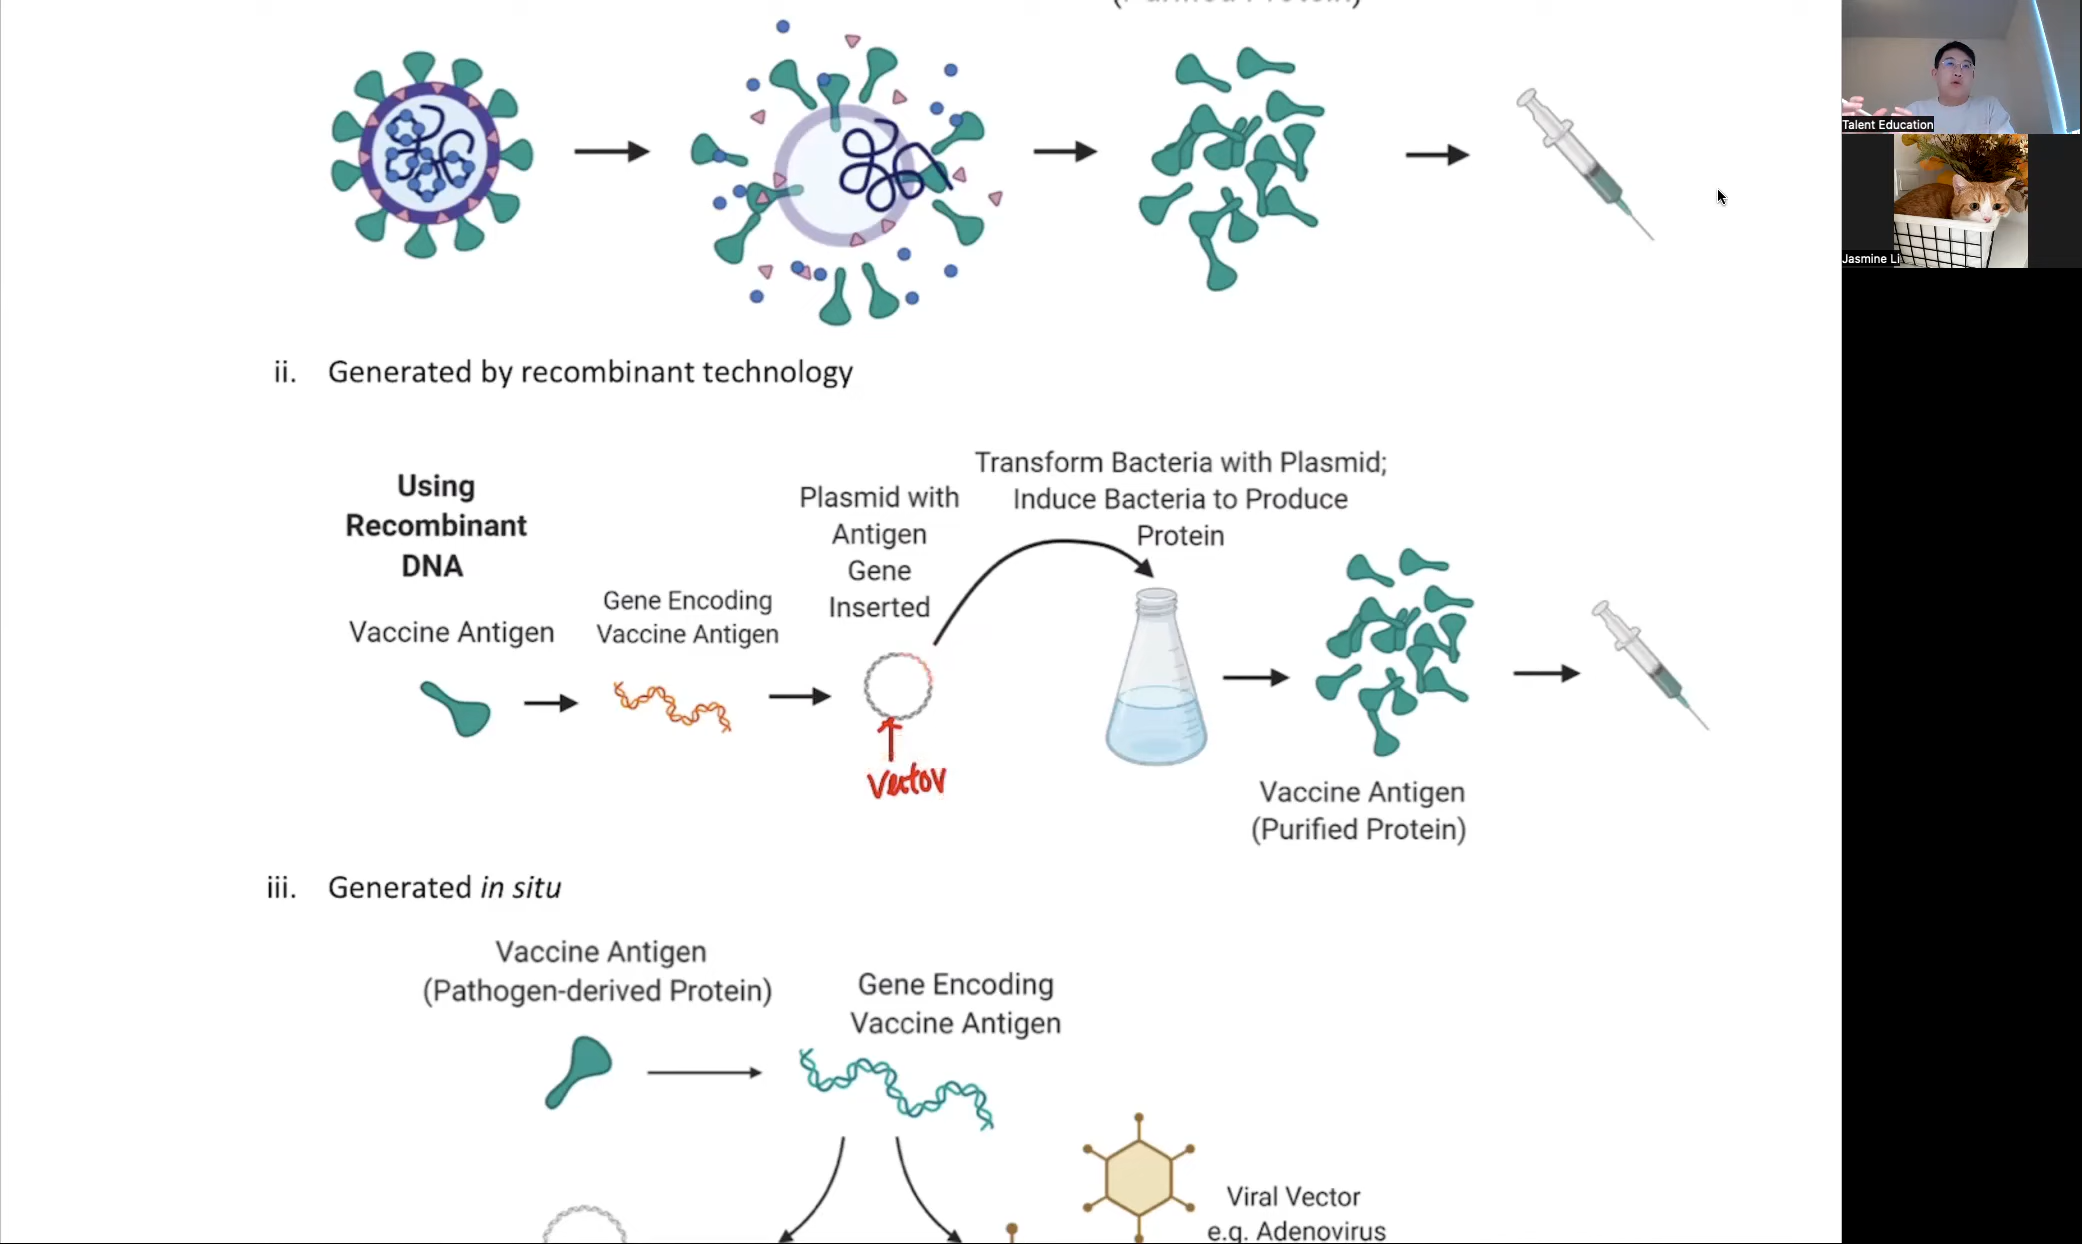 (Purified Protein)
Talent Education
Jasmine Li
ii. Generated by recombinant technology
Using
Recombinant
DNA
Vaccine Antigen
Gene Encoding
Vaccine Antigen
Plasmid with
Antigen
Gene
Inserted
Transform Bacteria with Plasmid;
Induce Bacteria to Produce
Protein
vector
Vaccine Antigen
(Purified Protein)
iii. Generated in situ
Vaccine Antigen
(Pathogen-derived Protein)
Gene Encoding
Vaccine Antigen
Viral Vector
e.g. Adenovirus